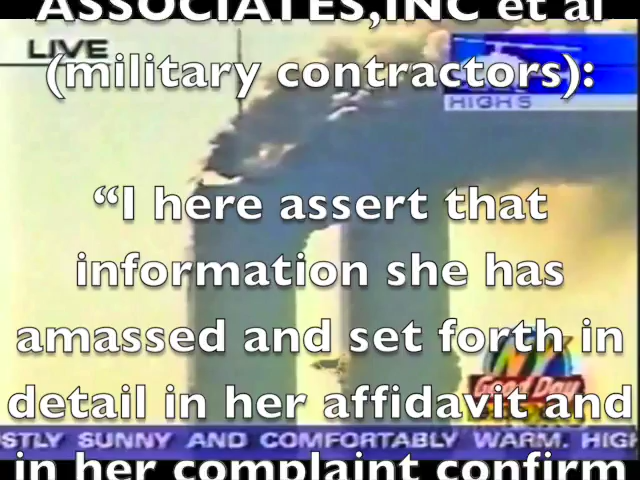 ASSOCIATES,INC et al
LIVE
(military contractors):
HIGHS
“I here assert that
information she has
amassed and set forth in
detail in her affidavit and
Good Day
STLY SUNNY AND COMFORTABLY WARM. HIGH
in her complaint confirm